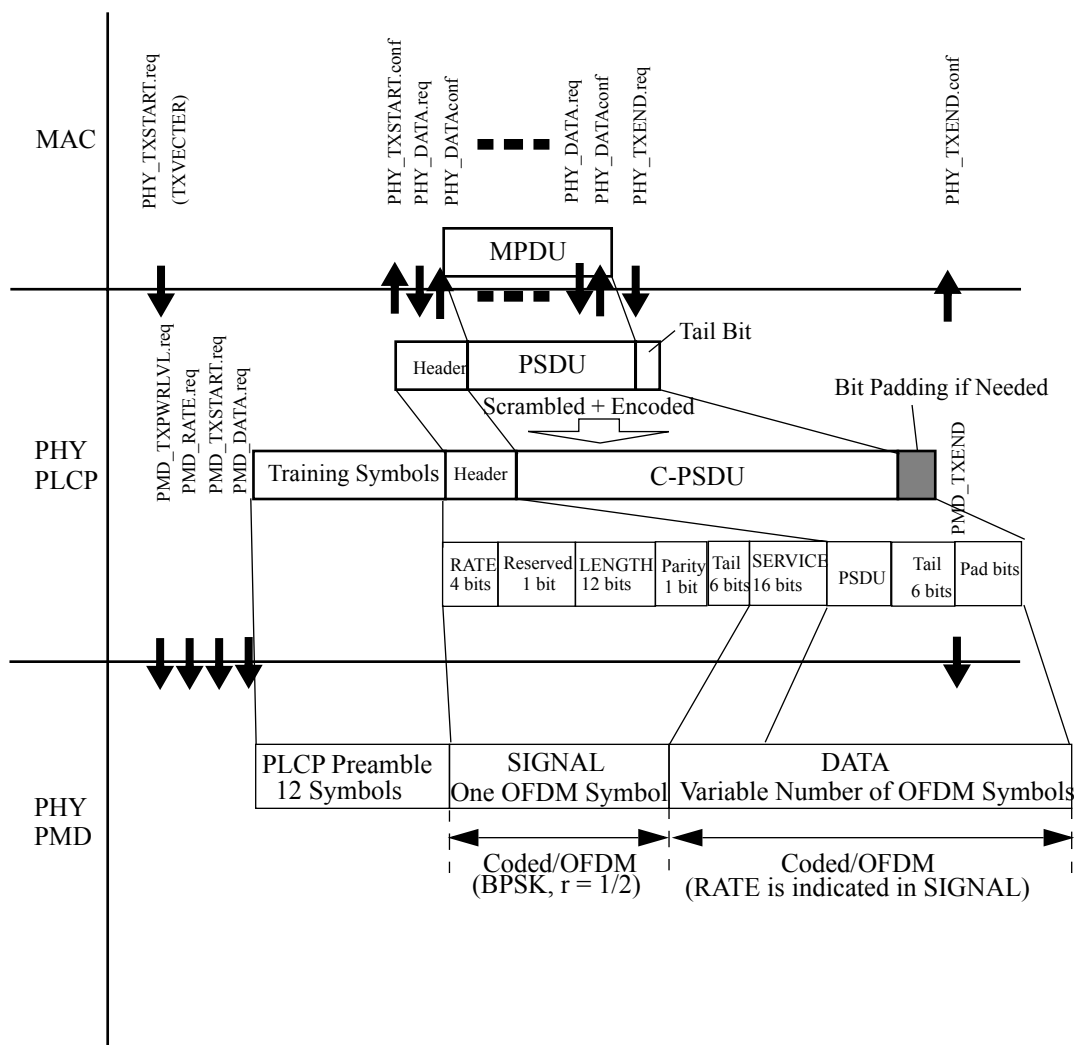 PHY_TXSTART.req
(TXVECTER)
PHY_TXSTART.conf
PHY_DATA.req
PHY_DATAconf
PHY_DATA.req
PHY_DATAconf
PHY_TXEND.req
PHY_TXEND.conf
MAC
MPDU
Tail Bit
Header
PSDU
Scrambled + Encoded
Bit Padding if Needed
PMD_TXPWRLVL.req
PMD_RATE.req
PMD_TXSTART.req
PMD_DATA.req
PHY
PLCP
Training Symbols
Header
C-PSDU
PMD_TXEND
RATE
4 bits
Reserved
1 bit
LENGTH
12 bits
Parity
1 bit
Tail
6 bits
SERVICE
16 bits
PSDU
Tail
6 bits
Pad bits
PHY
PMD
PLCP Preamble
12 Symbols
SIGNAL
One OFDM Symbol
DATA
Variable Number of OFDM Symbols
Coded/OFDM
(BPSK, r = 1/2)
Coded/OFDM
(RATE is indicated in SIGNAL)